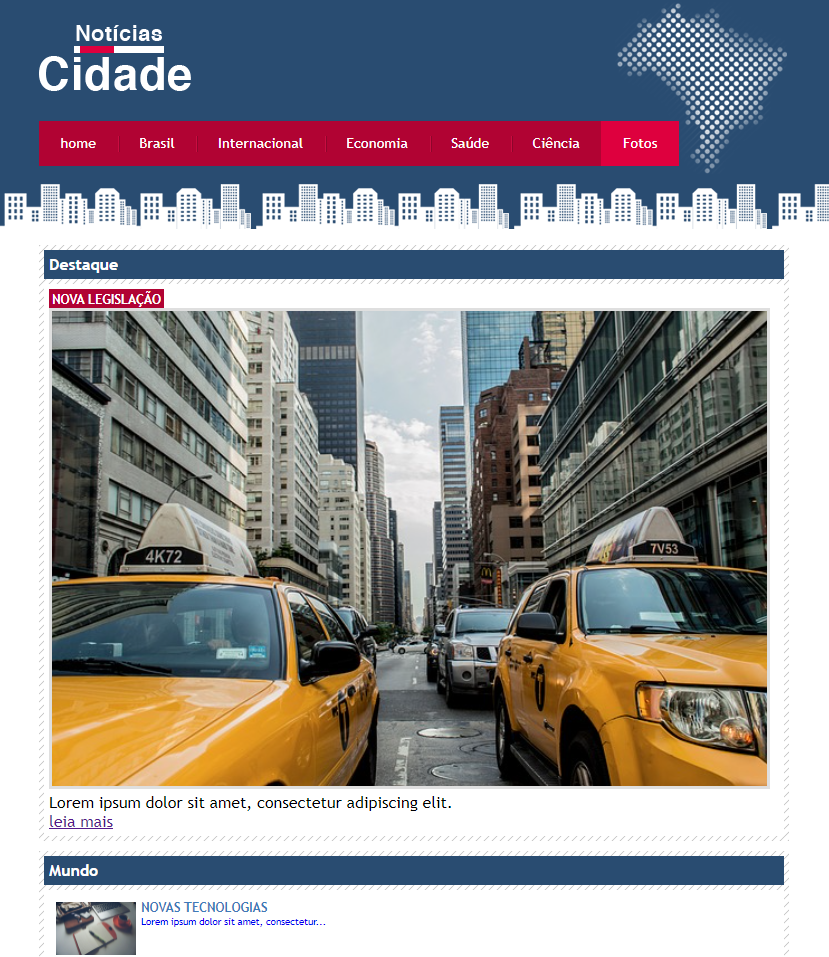 Notícias
Cidade
home Brasil Internacional Economia Saúde Ciência Fotos
Destaque
NOVA LEGISLAÇÃO
4K72
7V53
Lorem ipsum dolor sit amet, consectetur adipiscing elit.
leia mais
Mundo
NOVAS TECNOLOGIAS
Lorem ipsum dolor sit amet, consectetur...